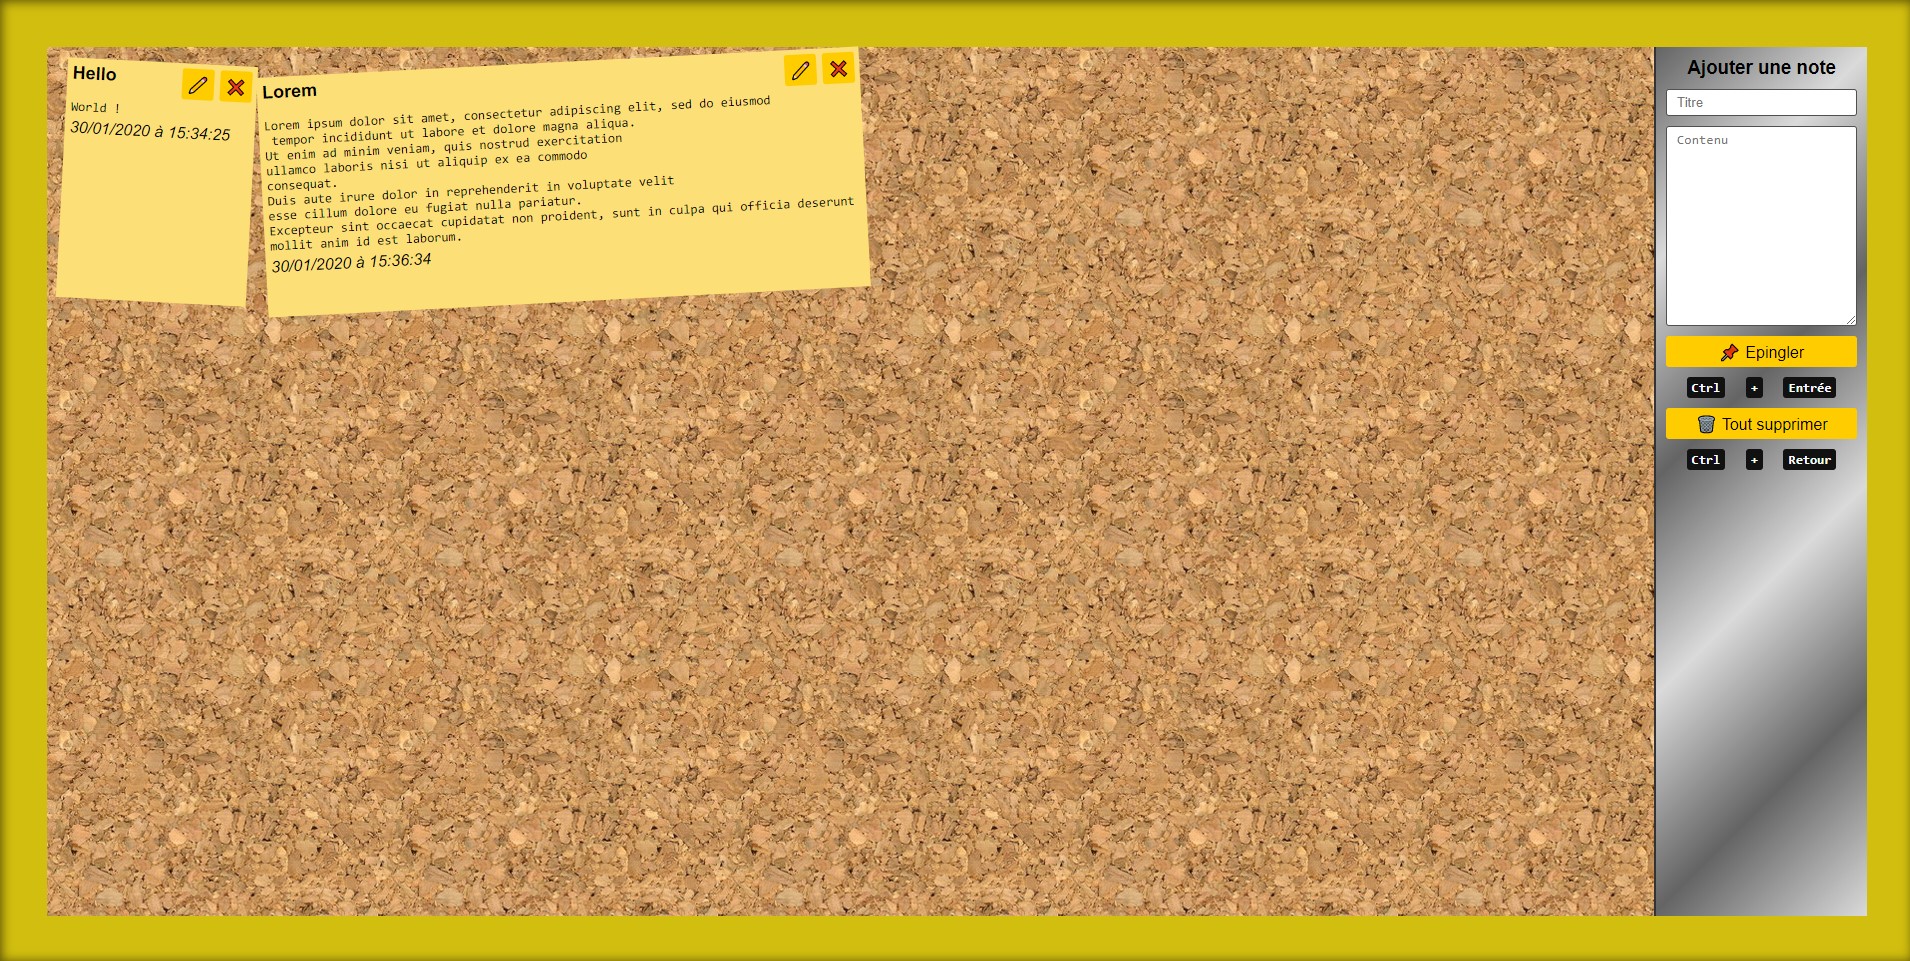 Hello
World !
30/01/2020 à 15:34:25
Lorem
Lorem ipsum dolor sit amet, consectetur adipiscing elit, sed do eiusmod
tempor incididunt ut labore et dolore magna aliqua.
Ut enim ad minim veniam, quis nostrud exercitation
ullamco laboris nisi ut aliquip ex ea commodo
consequat.
Duis aute irure dolor in reprehenderit in voluptate velit
esse cillum dolore eu fugiat nulla pariatur.
Excepteur sint occaecat cupidatat non proident, sunt in culpa qui officia deserunt
mollit anim id est laborum.
30/01/2020 à 15:36:34
Ajouter une note
Titre
Contenu
Epingler
Ctrl + Entrée
Tout supprimer
Ctrl + Retour